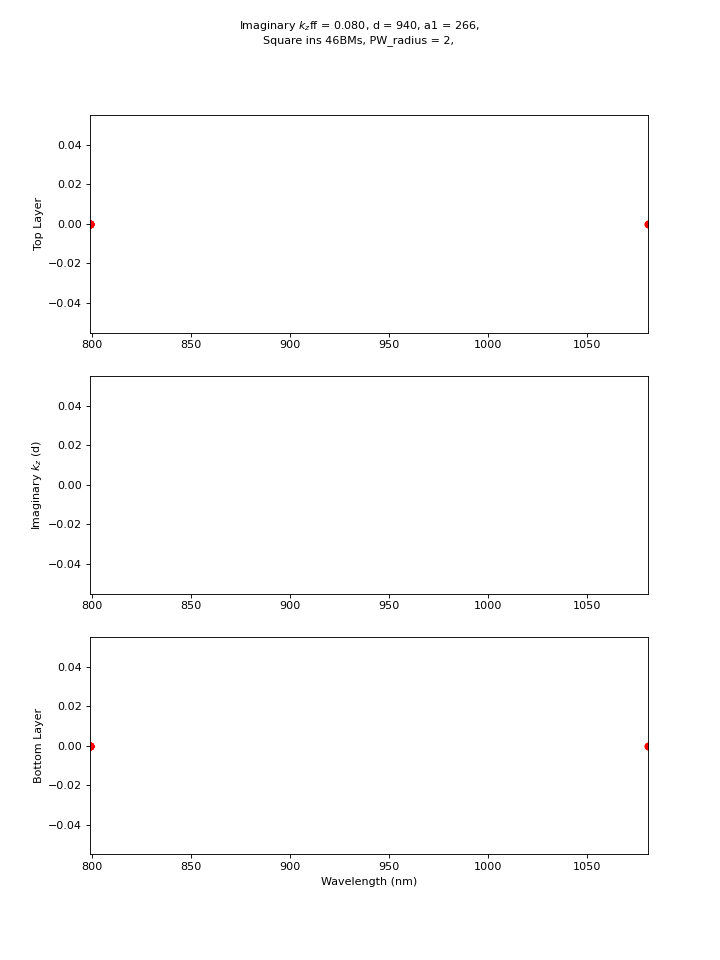 Imaginary k_zff = 0.080, d = 940, a1 = 266,
Square ins 46BMs, PW_radius = 2,
0.04
0.02
Top Layer
0.00
−0.02
−0.04
800 850 900 950 1000 1050
0.04
0.02
Imaginary k_z (d)
0.00
−0.02
−0.04
800 850 900 950 1000 1050
0.04
0.02
Bottom Layer
0.00
−0.02
−0.04
800 850 900 950 1000 1050
Wavelength (nm)